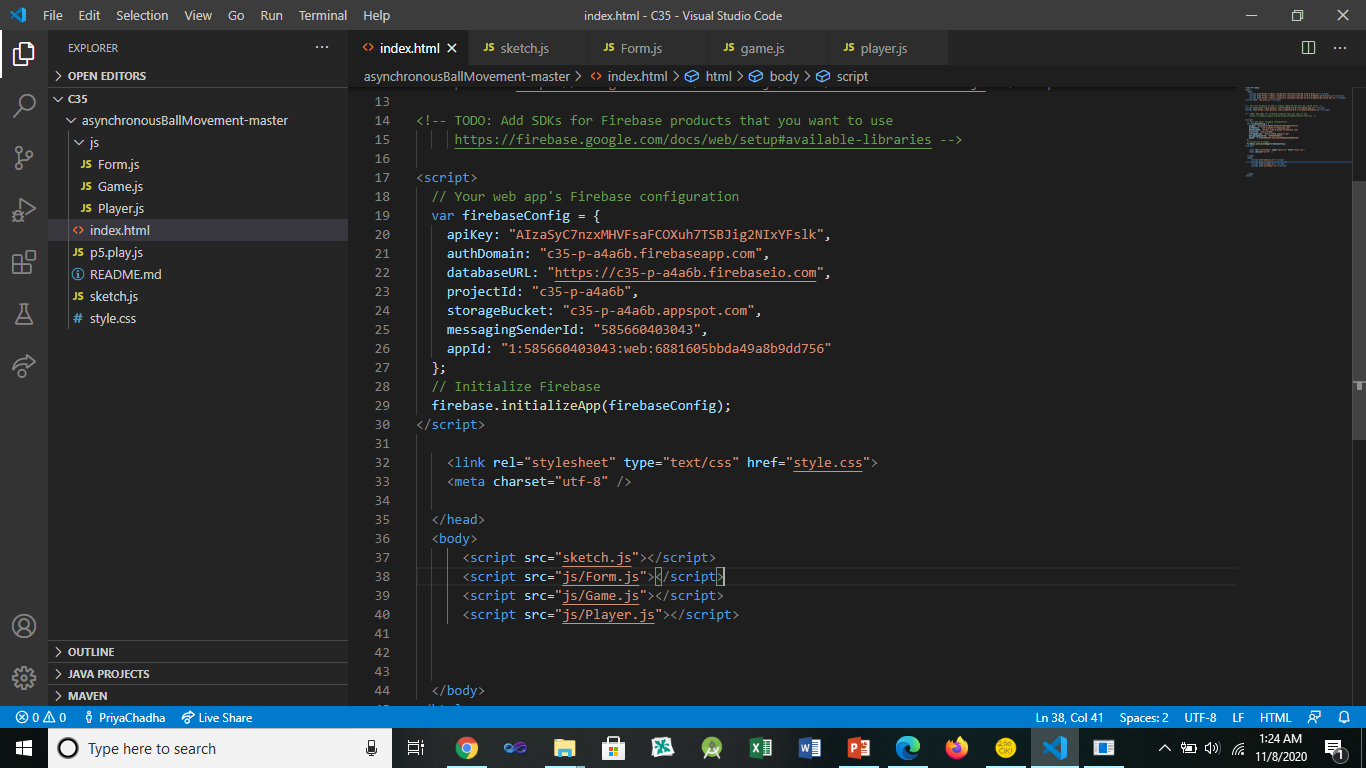 File Edit Selection View Go Run Terminal Help index.html - C35 - Visual Studio Code
EXPLORER
OPEN EDITORS
C35
asynchronousBallMovement-master
js
JS Form.js
JS Game.js
JS Player.js
<> index.html
JS p5.play.js
README.md
JS sketch.js
# style.css
OUTLINE
JAVA PROJECTS
MAVEN
<> index.html JS sketch.js JS Form.js JS game.js JS player.js
asynchronousBallMovement-master > <> index.html > html > body > script
13
14 <!-- TODO: Add SDKs for Firebase products that you want to use
15 https://firebase.google.com/docs/web/setup#available-libraries -->
16
17 <script>
18 // Your web app's Firebase configuration
19 var firebaseConfig = {
20 apiKey: "AIzaSyC7nzxMHVFsaFCOXuh7TSBJig2NIxYFslk",
21 authDomain: "c35-p-a4a6b.firebaseapp.com",
22 databaseURL: "https://c35-p-a4a6b.firebaseio.com",
23 projectId: "c35-p-a4a6b",
24 storageBucket: "c35-p-a4a6b.appspot.com",
25 messagingSenderId: "585660403043",
26 appId: "1:585660403043:web:6881605bbda49a8b9dd756"
27 };
28 // Initialize Firebase
29 firebase.initializeApp(firebaseConfig);
30 </script>
31
32 <link rel="stylesheet" type="text/css" href="style.css">
33 <meta charset="utf-8" />
34
35 </head>
36 <body>
37 <script src="sketch.js"></script>
38 <script src="js/Form.js"></script>
39 <script src="js/Game.js"></script>
40 <script src="js/Player.js"></script>
41
42
43
44 </body>
0 0 PriyaChadha Live Share Ln 38, Col 41 Spaces: 2 UTF-8 LF HTML
Type here to search
1:24 AM
11/8/2020
1